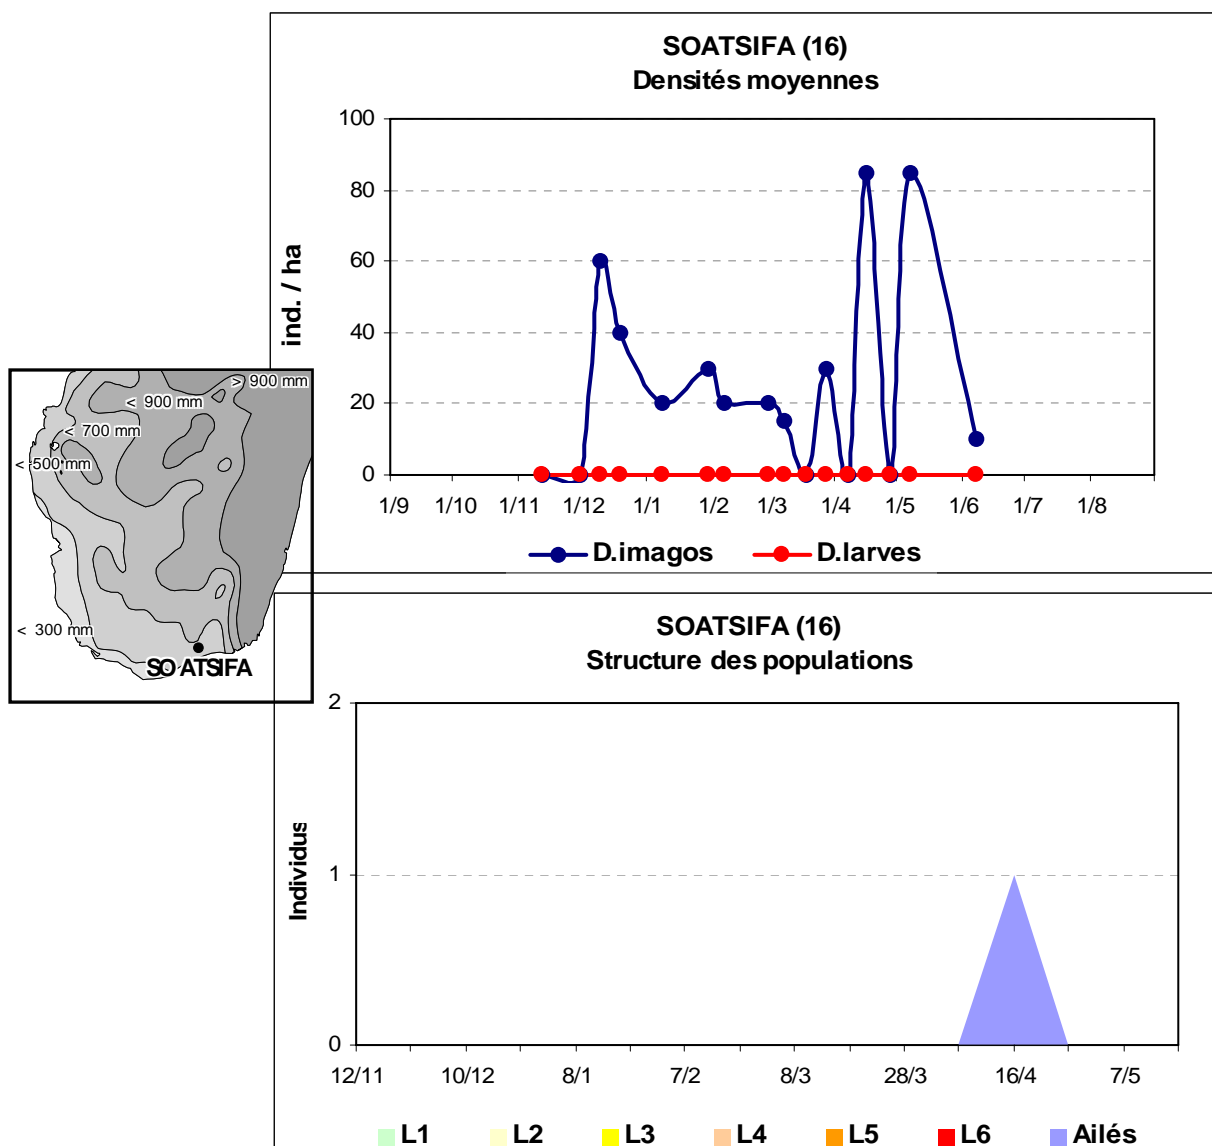 SOATSIFA (16)
Densités moyennes
100
80
60
40
20
0
ind. / ha
1/9 1/10 1/11 1/12 1/1 1/2 1/3 1/4 1/5 1/6 1/7 1/8
D.imagos D.larves
> 900 mm
< 900 mm
< 700 mm
< 500 mm
< 300 mm
SOATSIFA
SOATSIFA (16)
Structure des populations
2
1
0
Individus
12/11 10/12 8/1 7/2 8/3 28/3 16/4 7/5
L1 L2 L3 L4 L5 L6 Ailés